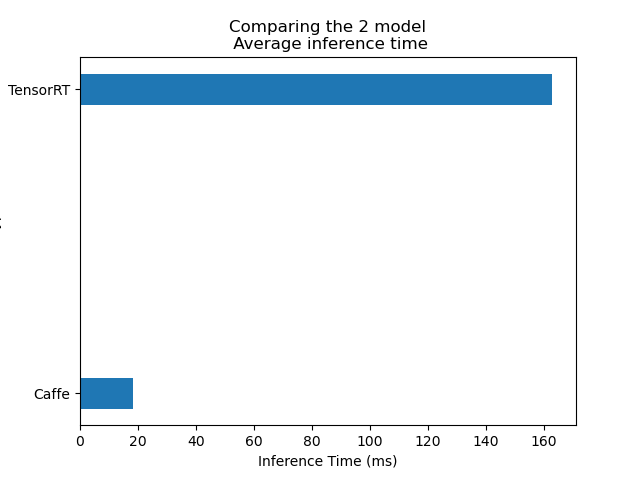 Comparing the 2 model
Average inference time
TensorRT
Caffe
0 20 40 60 80 100 120 140 160
Inference Time (ms)